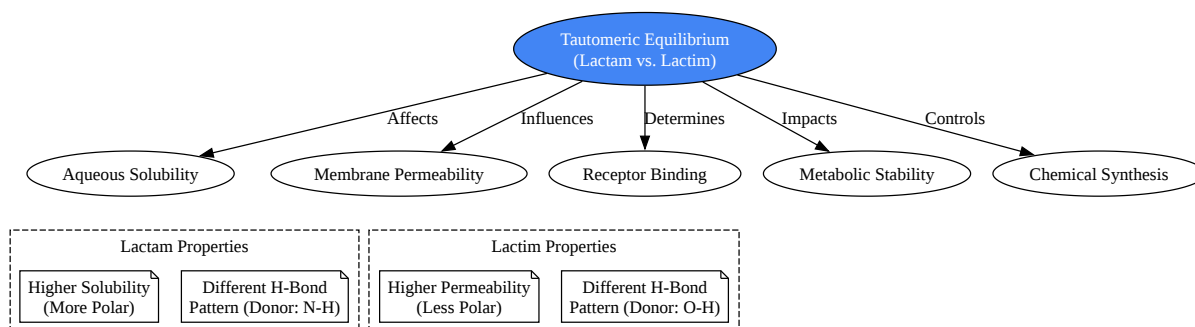 Tautomeric Equilibrium
(Lactam vs. Lactim)
Affects
Influences
Determines
Impacts
Controls
Aqueous Solubility
Membrane Permeability
Receptor Binding
Metabolic Stability
Chemical Synthesis
Lactam Properties
Higher Solubility
(More Polar)
Different H-Bond
Pattern (Donor: N-H)
Lactim Properties
Higher Permeability
(Less Polar)
Different H-Bond
Pattern (Donor: O-H)